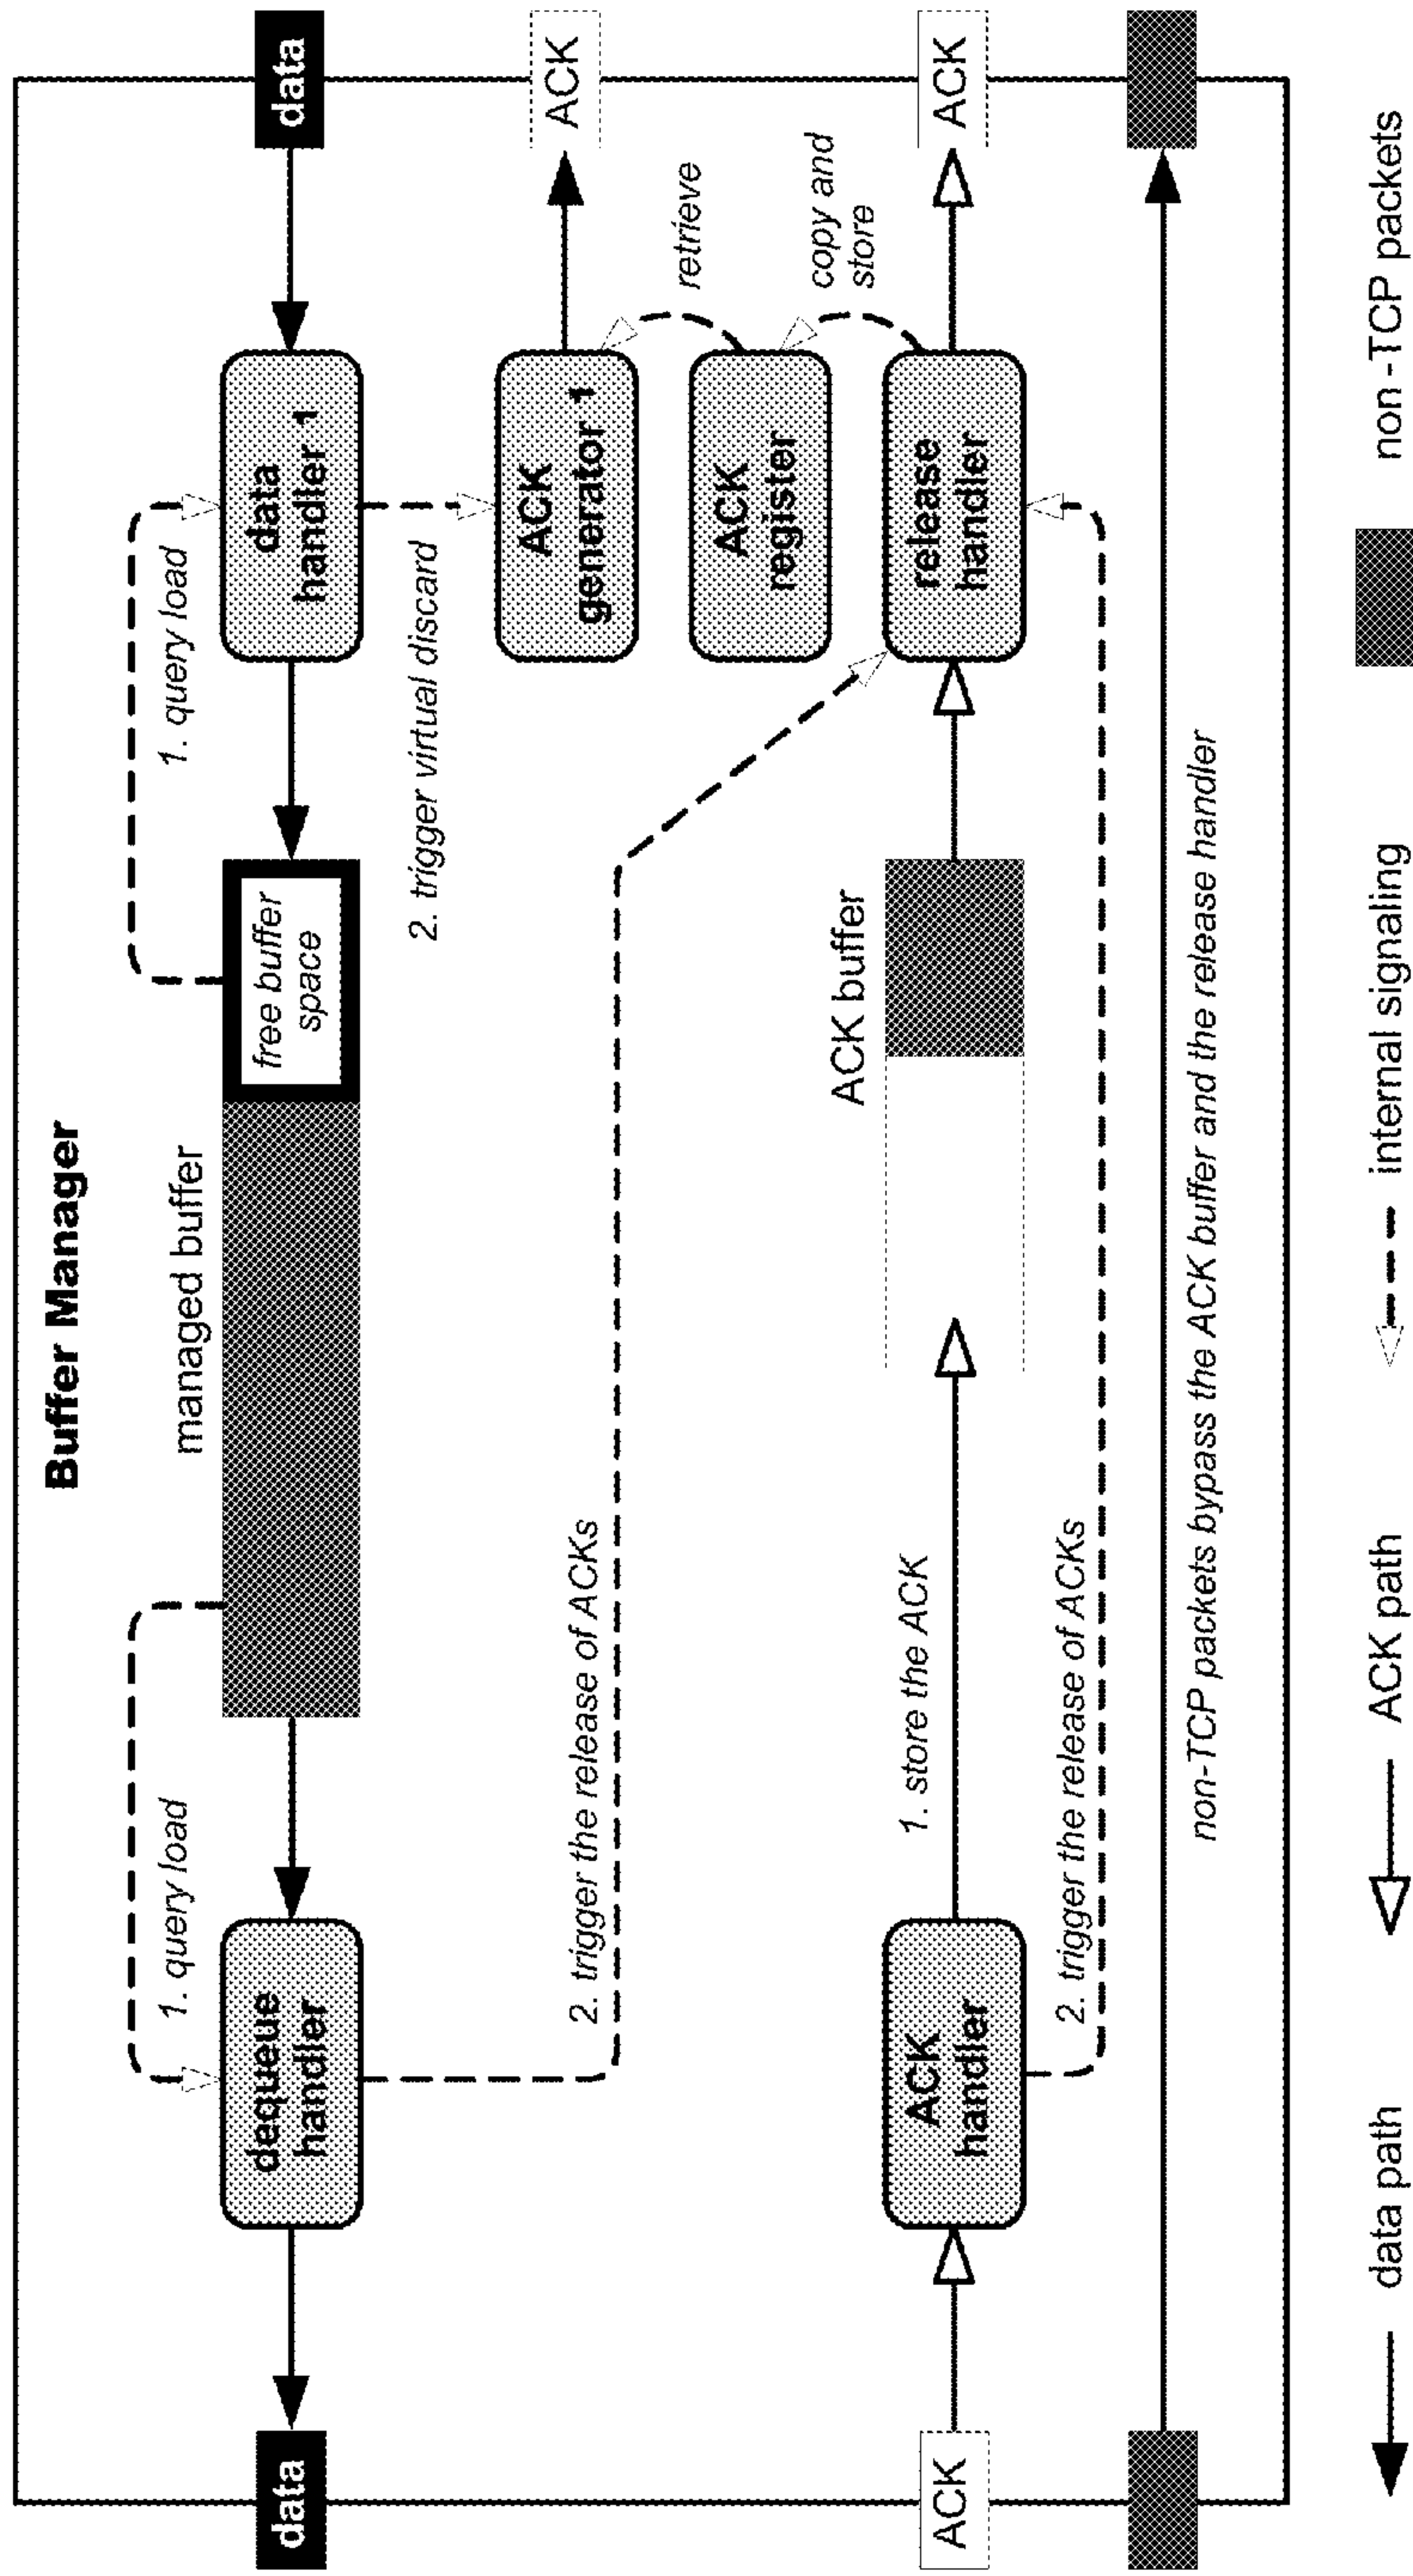 Buffer Manager
managed buffer
1. query load
1. query load
data
dequeue
handler
free buffer
space
data
handler 1
data
2. trigger virtual discard
2. trigger the release of ACKs
ACK
generator 1
ACK
retrieve
ACK
register
copy and
store
ACK buffer
1. store the ACK
ACK
ACK
handler
release
handler
ACK
2. trigger the release of ACKs
non-TCP packets bypass the ACK buffer and the release handler
data path
ACK path
internal signaling
non-TCP packets